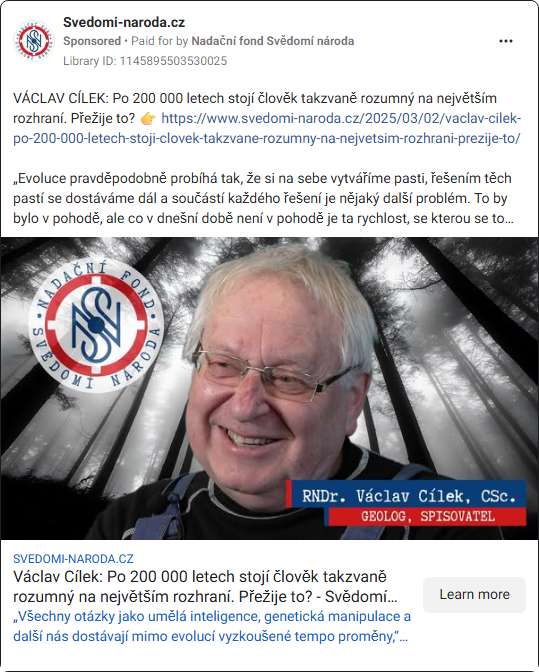 Svedomi-naroda.cz
Sponsored • Paid for by Nadační fond Svědomí národa
Library ID: 1145895503530025
VÁCLAV CÍLEK: Po 200 000 letech stojí člověk takzvaně rozumný na největším
rozhraní. Přežije to? 👉 https://www.svedomi-naroda.cz/2025/03/02/vaclav-cilek-
po-200-000-letech-stoji-clovek-takzvane-rozumny-na-nejvetsim-rozhrani-prezije-to/
„Evoluce pravděpodobně probíhá tak, že si na sebe vytváříme pasti, řešením těch
pastí se dostáváme dál a součástí každého řešení je nějaký další problém. To by
bylo v pohodě, ale co v dnešní době není v pohodě je ta rychlost, se kterou se to…
NADAČNÍ FOND
SVĚDOMÍ NÁRODA
RNDr. Václav Cílek, CSc.
GEOLOG, SPISOVATEL
SVEDOMI-NARODA.CZ
Václav Cílek: Po 200 000 letech stojí člověk takzvaně
rozumný na největším rozhraní. Přežije to? - Svědomí…
Learn more
„Všechny otázky jako umělá inteligence, genetická manipulace a
další nás dostávají mimo evolucí vyzkoušené tempo proměny,“…